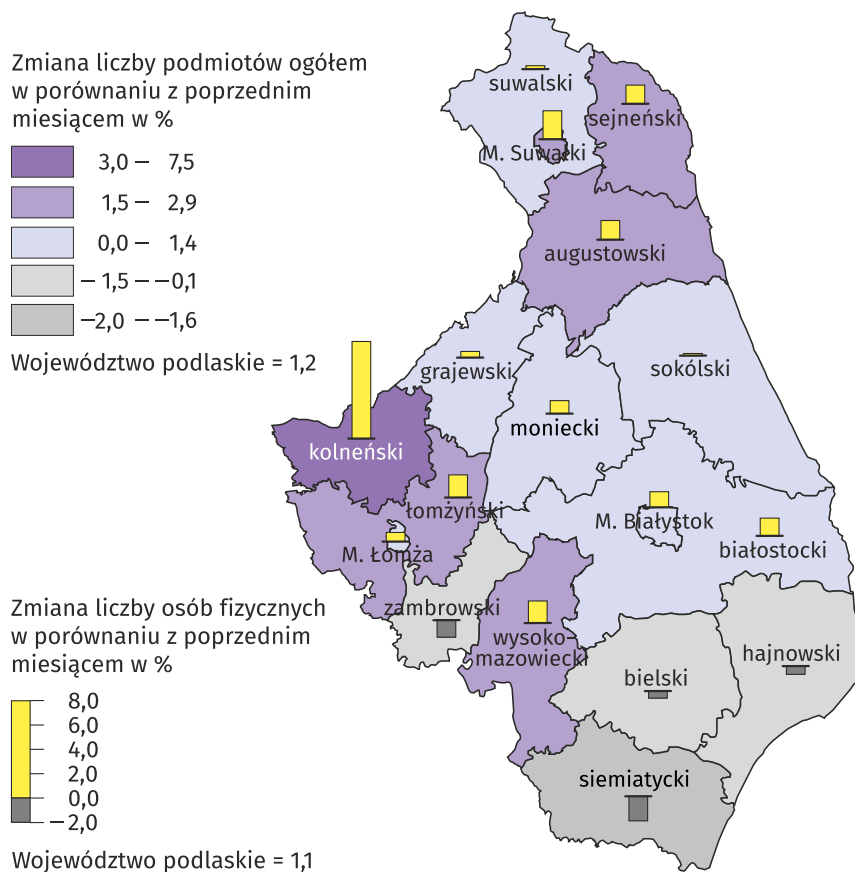 Zmiana liczby podmiotów ogółem
w porównaniu z poprzednim
miesiącem w %
3,0 — 7,5
1,5 — 2,9
0,0 — 1,4
—1,5 — —0,1
—2,0 — —1,6
Województwo podlaskie = 1,2
suwalski
sejneński
M. Suwałki
augustowski
grajewski
sokólski
moniecki
kolneński
łomżyński
M. Białystok
białostocki
M. Łomża
zambrowski
wysoko-
mazowiecki
hajnowski
bielski
siemiatycki
Zmiana liczby osób fizycznych
w porównaniu z poprzednim
miesiącem w %
8,0
6,0
4,0
2,0
0,0
—2,0
Województwo podlaskie = 1,1